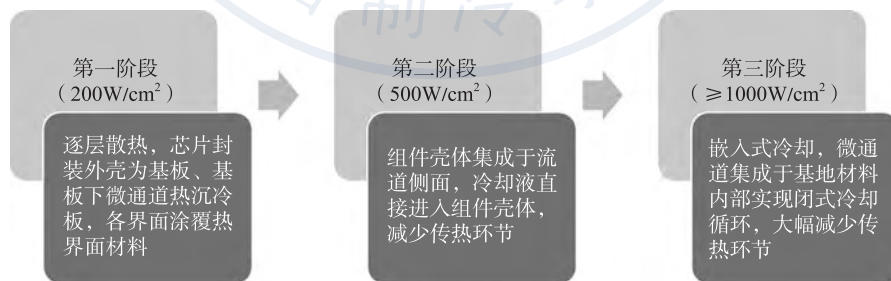 第一阶段
（200W/cm²）
逐层散热，芯片封
装外壳为基板、基
板下微通道热沉冷
板，各界面涂覆热
界面材料
第二阶段
（500W/cm²）
组件壳体集成于流
道侧面，冷却液直
接进入组件壳体，
减少传热环节
第三阶段
（≥1000W/cm²）
嵌入式冷却，微通
道集成于基地材料
内部实现闭式冷却
循环，大幅减少传
热环节